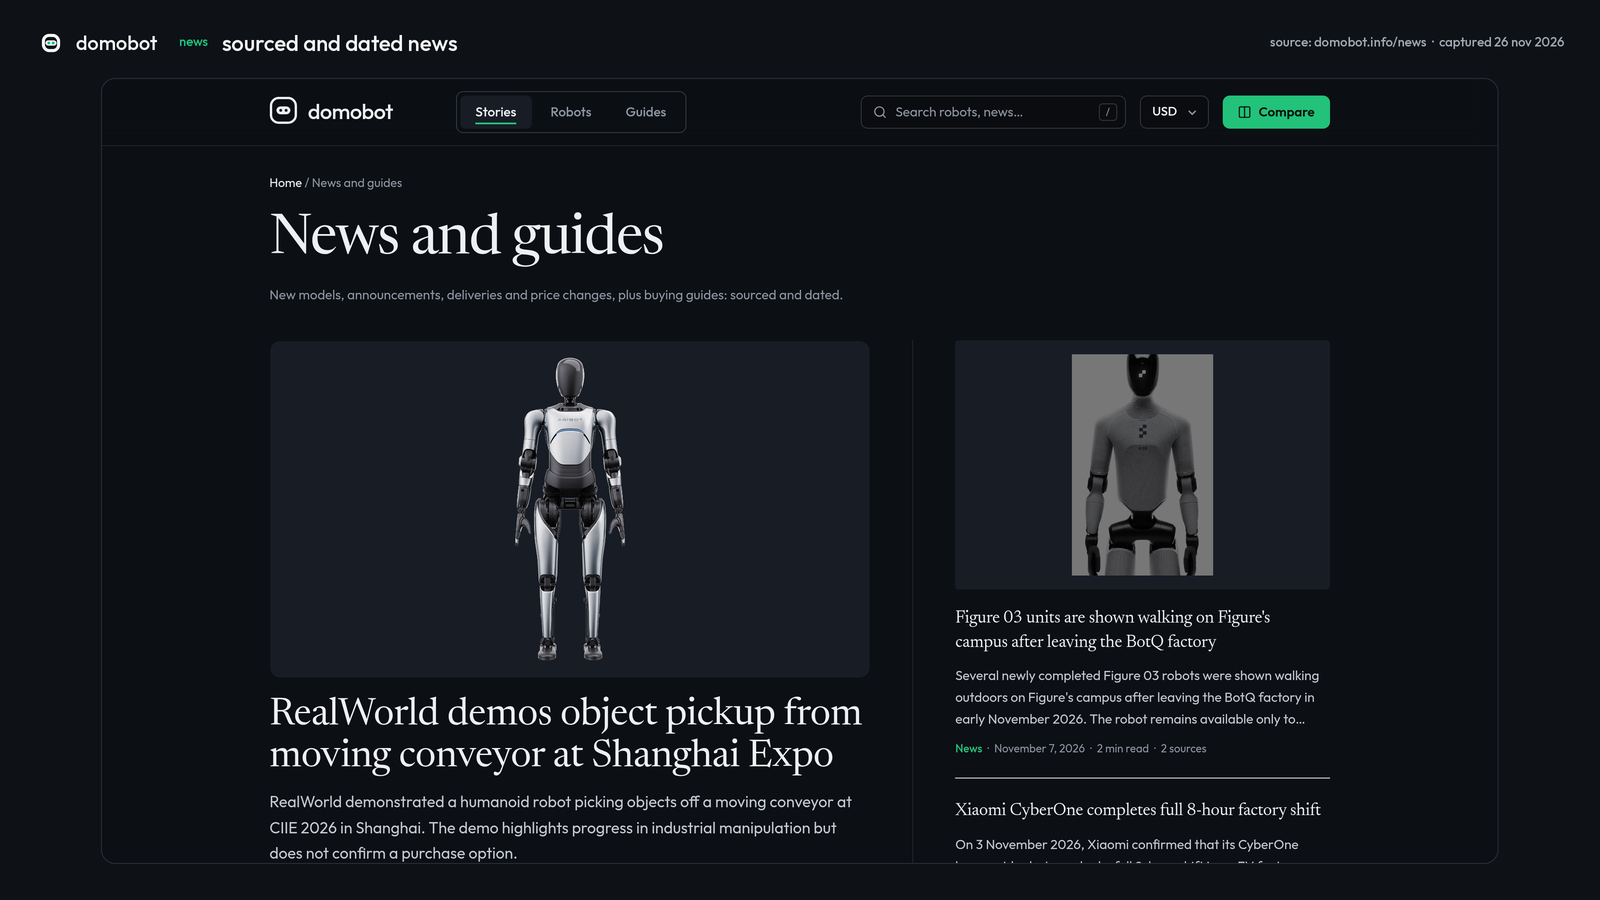 domobot news sourced and dated news
source: domobot.info/news · captured 26 nov 2026
domobot
Stories Robots Guides
Search robots, news... /
USD
Compare
Home / News and guides
News and guides
New models, announcements, deliveries and price changes, plus buying guides: sourced and dated.
RealWorld demos object pickup from
moving conveyor at Shanghai Expo
RealWorld demonstrated a humanoid robot picking objects off a moving conveyor at
CIIE 2026 in Shanghai. The demo highlights progress in industrial manipulation but
does not confirm a purchase option.
Figure 03 units are shown walking on Figure's
campus after leaving the BotQ factory
Several newly completed Figure 03 robots were shown walking
outdoors on Figure's campus after leaving the BotQ factory in
early November 2026. The robot remains available only to...
News · November 7, 2026 · 2 min read · 2 sources
Xiaomi CyberOne completes full 8-hour factory shift
On 3 November 2026, Xiaomi confirmed that its CyberOne